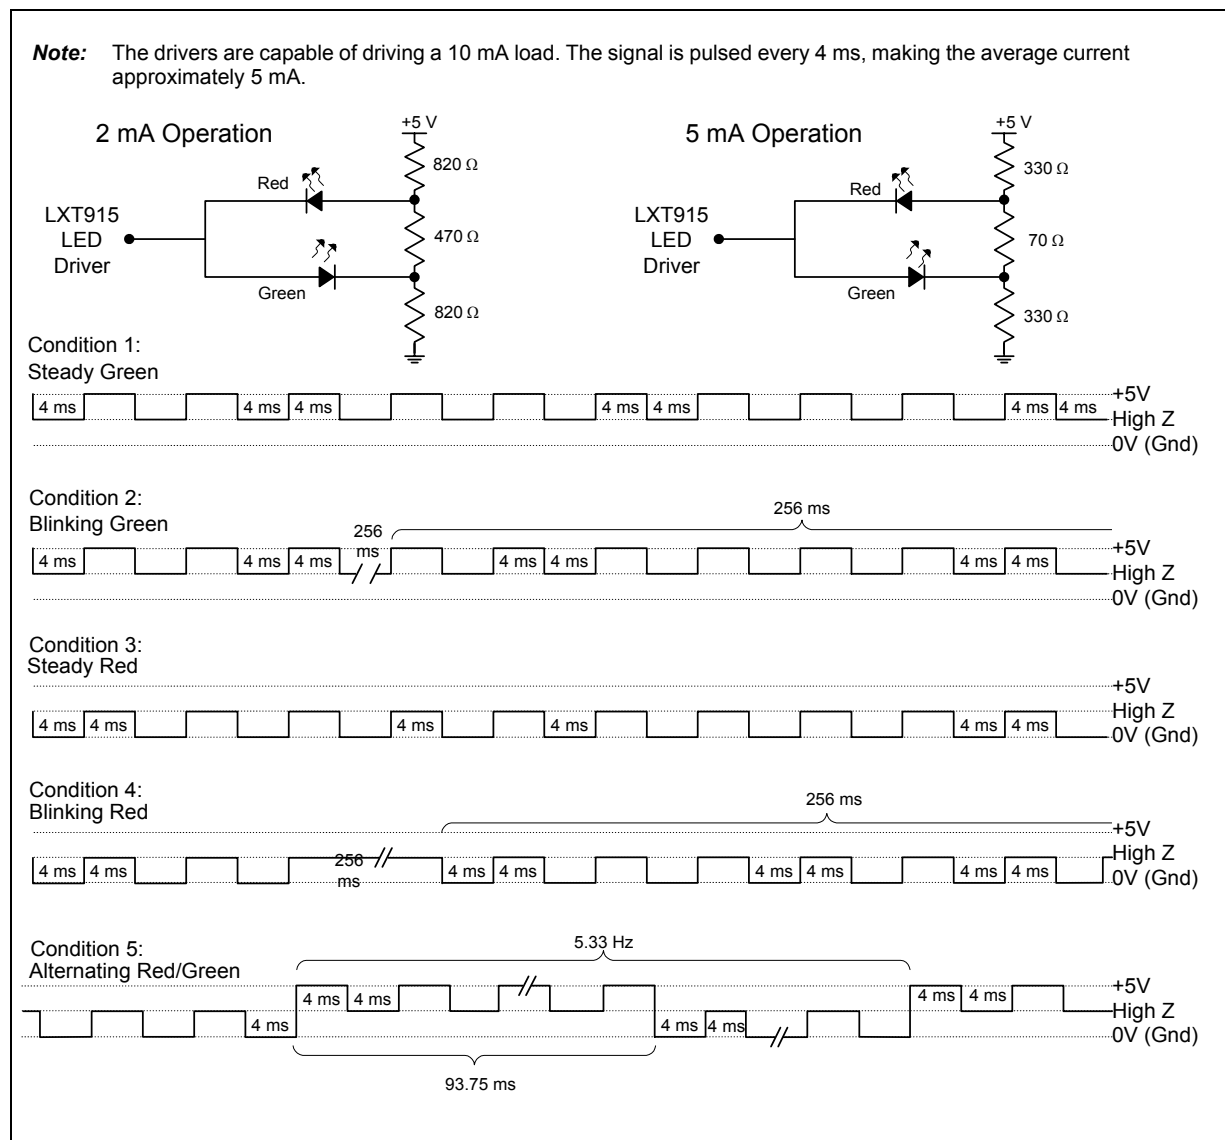 Note: The drivers are capable of driving a 10 mA load. The signal is pulsed every 4 ms, making the average current
approximately 5 mA.
2 mA Operation
+5 V
820 Ω
Red
LXT915
LED
Driver
470 Ω
Green
820 Ω
5 mA Operation
+5 V
330 Ω
Red
LXT915
LED
Driver
70 Ω
Green
330 Ω
Condition 1:
Steady Green
4 ms 4 ms 4 ms 4 ms 4 ms 4 ms 4 ms
+5V
High Z
0V (Gnd)
Condition 2:
Blinking Green
256
ms
256 ms
4 ms 4 ms 4 ms 4 ms 4 ms 4 ms 4 ms
+5V
High Z
0V (Gnd)
Condition 3:
Steady Red
+5V
High Z
4 ms 4 ms 4 ms 4 ms 4 ms 4 ms
0V (Gnd)
Condition 4:
Blinking Red
256 ms
+5V
High Z
256
ms
4 ms 4 ms 4 ms 4 ms 4 ms 4 ms 4 ms 4 ms
0V (Gnd)
Condition 5:
Alternating Red/Green
5.33 Hz
+5V
4 ms 4 ms 4 ms 4 ms
High Z
4 ms 4 ms 4 ms
0V (Gnd)
93.75 ms